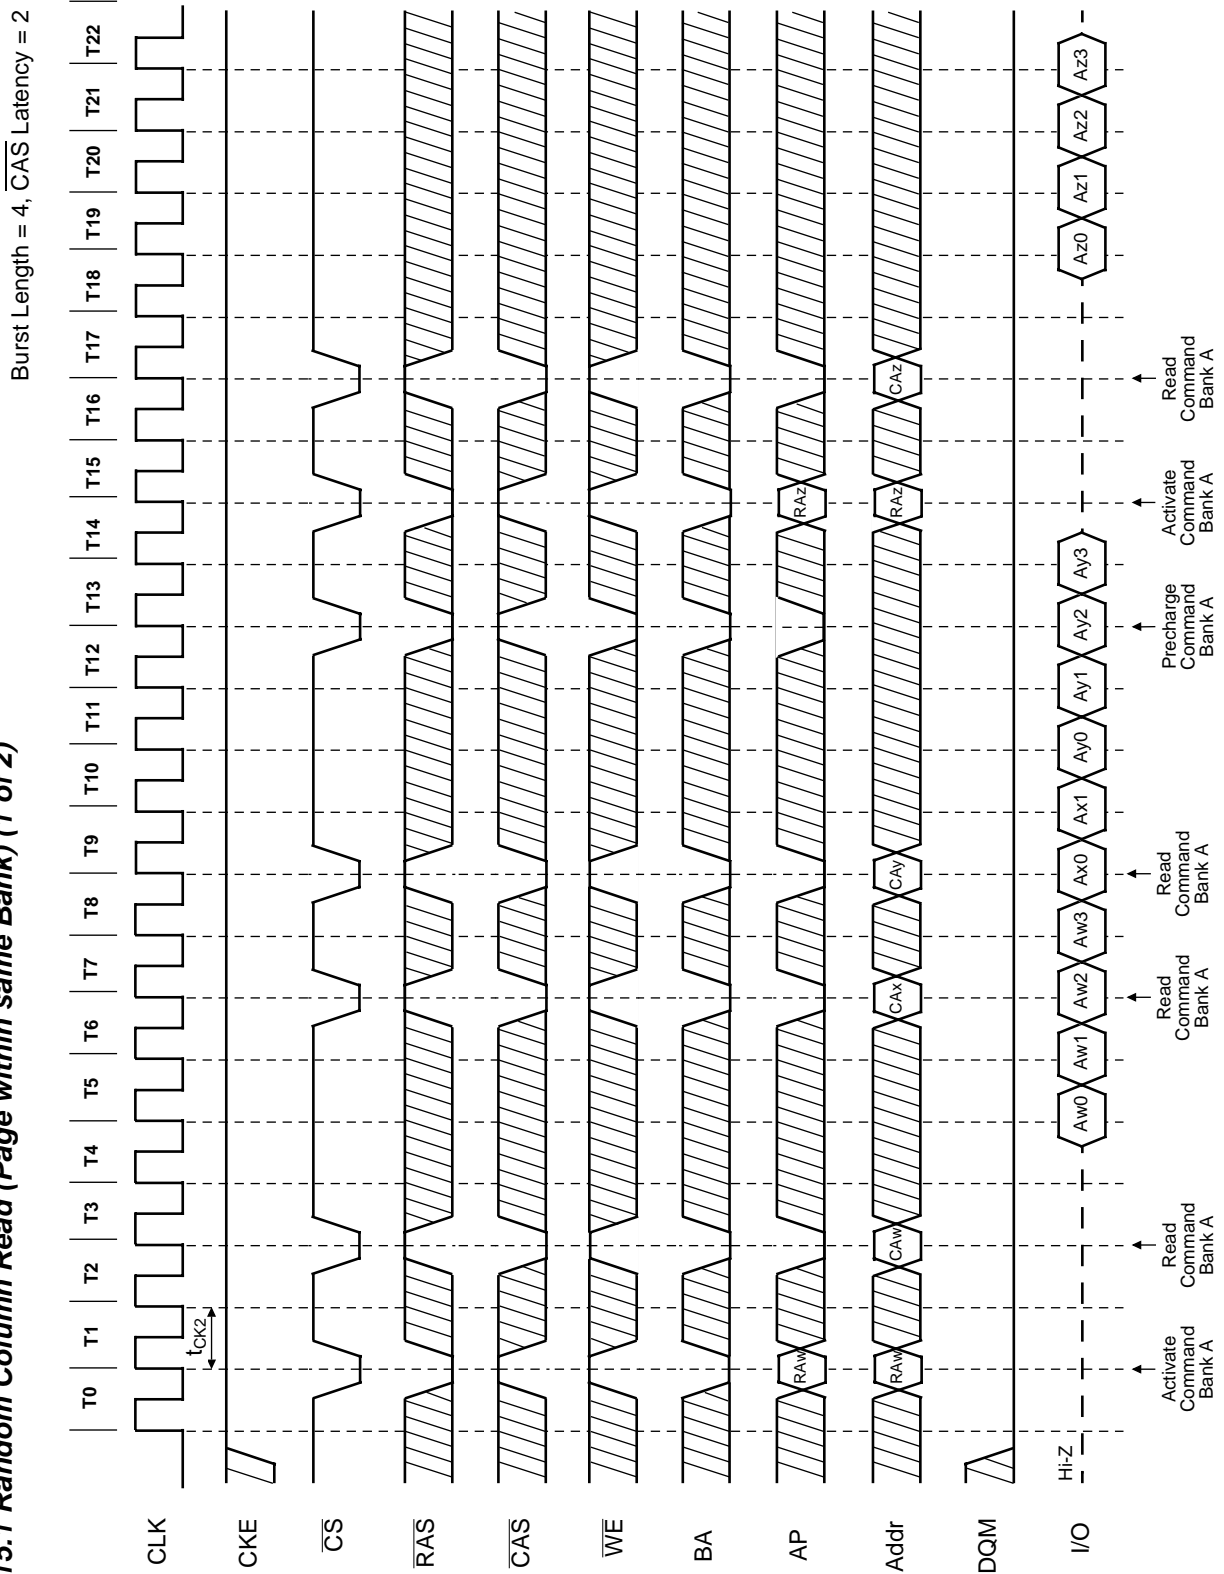 15.1 Random Column Read (Page within same Bank) (1 of 2)
Burst Length = 4, CAS Latency = 2
T0 T1 T2 T3 T4 T5 T6 T7 T8 T9 T10 T11 T12 T13 T14 T15 T16 T17 T18 T19 T20 T21 T22
CLK
tCK2
CKE
CS
RAS
CAS
WE
BA
AP
RAw RAz
Addr
RAw CAw CAx CAy RAz CAz
DQM
I/O
Hi-Z
Aw0 Aw1 Aw2 Aw3 Ax0 Ax1 Ay0 Ay1 Ay2 Ay3 Az0 Az1 Az2 Az3
Activate
Command
Bank A
Read
Command
Bank A
Read
Command
Bank A
Read
Command
Bank A
Precharge
Command
Bank A
Activate
Command
Bank A
Read
Command
Bank A